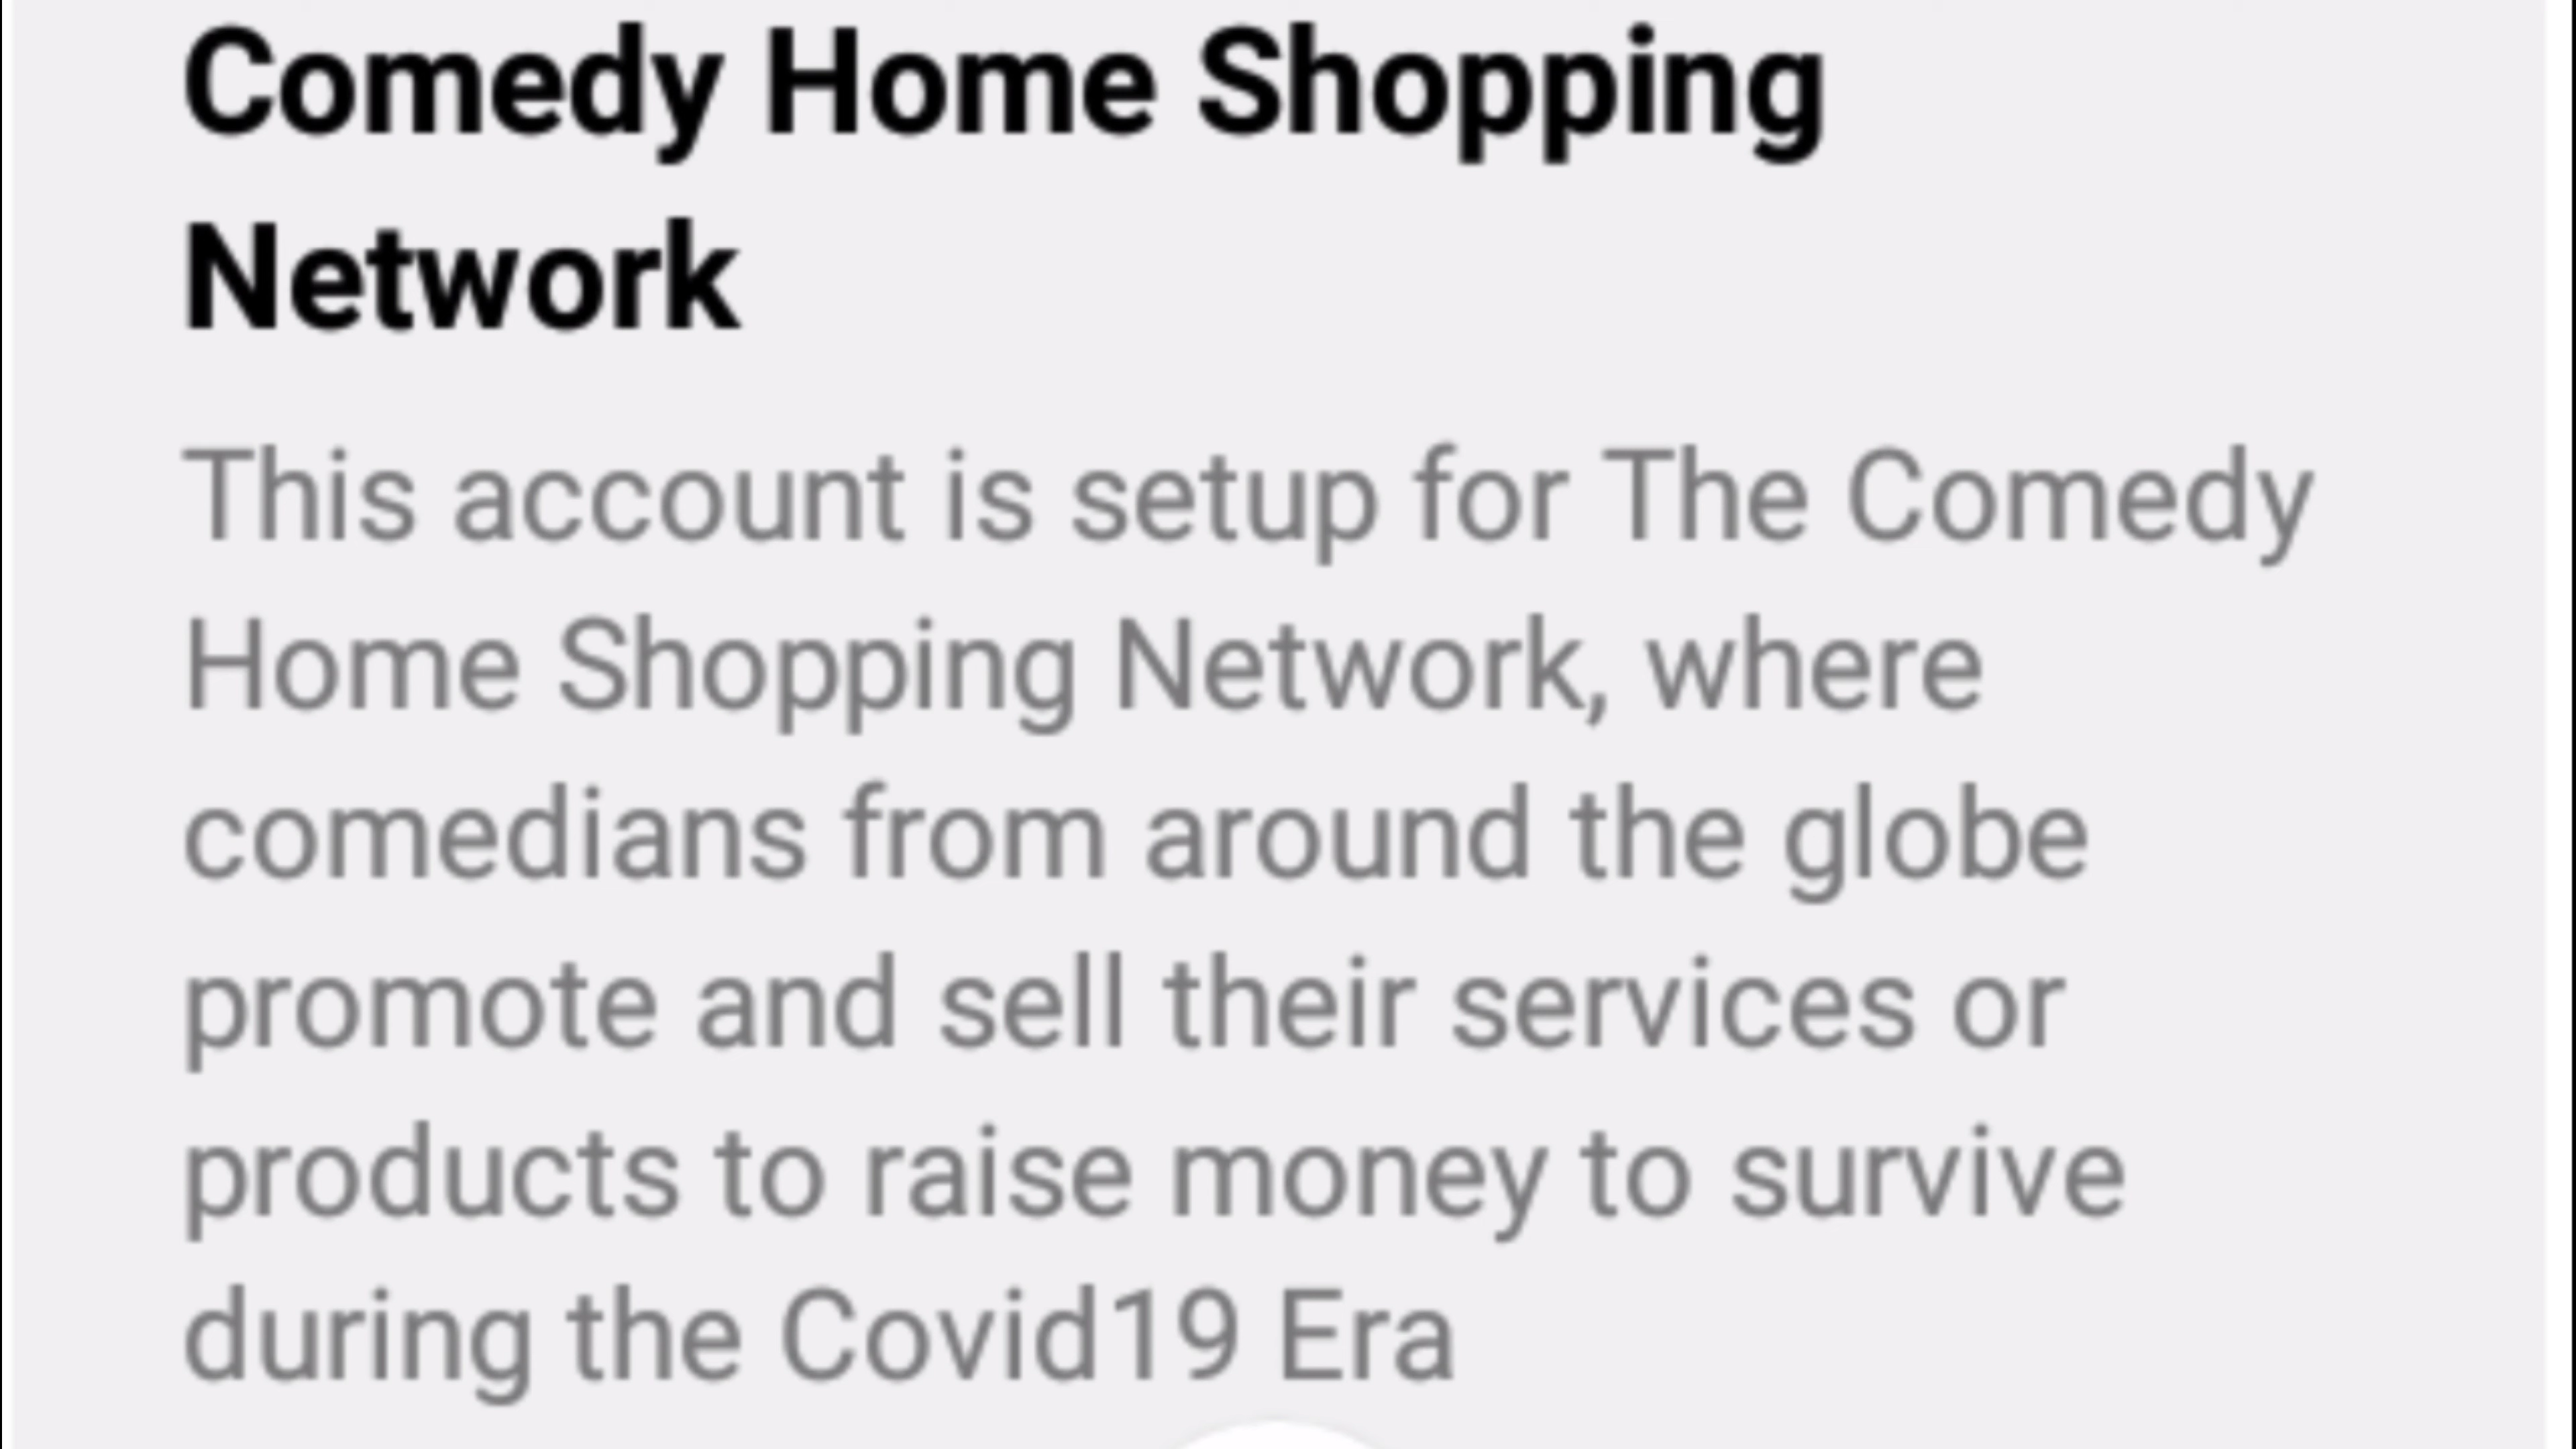 Comedy Home Shopping
Network
This account is setup for The Comedy
Home Shopping Network, where
comedians from around the globe
promote and sell their services or
products to raise money to survive
during the Covid19 Era